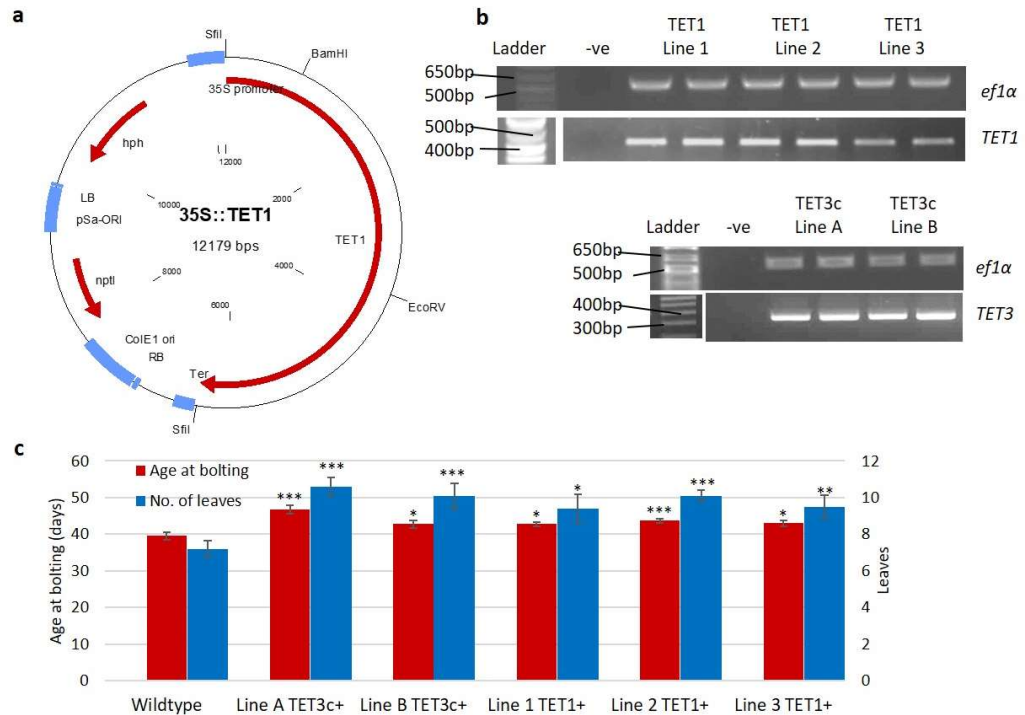 a
SfiI
BamHI
35S promoter
hph
12000
LB
10000
2000
pSa-ORI
35S::TET1
TET1
12179 bps
nptI
8000
4000
EcoRV
6000
ColE1 ori
RB
Ter
SfiI
b
TET1 TET1 TET1
Ladder -ve Line 1 Line 2 Line 3
650bp
500bp
ef1α
500bp
400bp
TET1
TET3c TET3c
Ladder -ve Line A Line B
650bp
500bp
ef1α
400bp
300bp
TET3
c
60 12
Age at bolting
No. of leaves
50 10
40 8
30 6
20 4
10 2
0 0
*** ***
* ***
* *
*** ***
* **
Age at bolting (days)
Leaves
Wildtype Line A TET3c+ Line B TET3c+ Line 1 TET1+ Line 2 TET1+ Line 3 TET1+